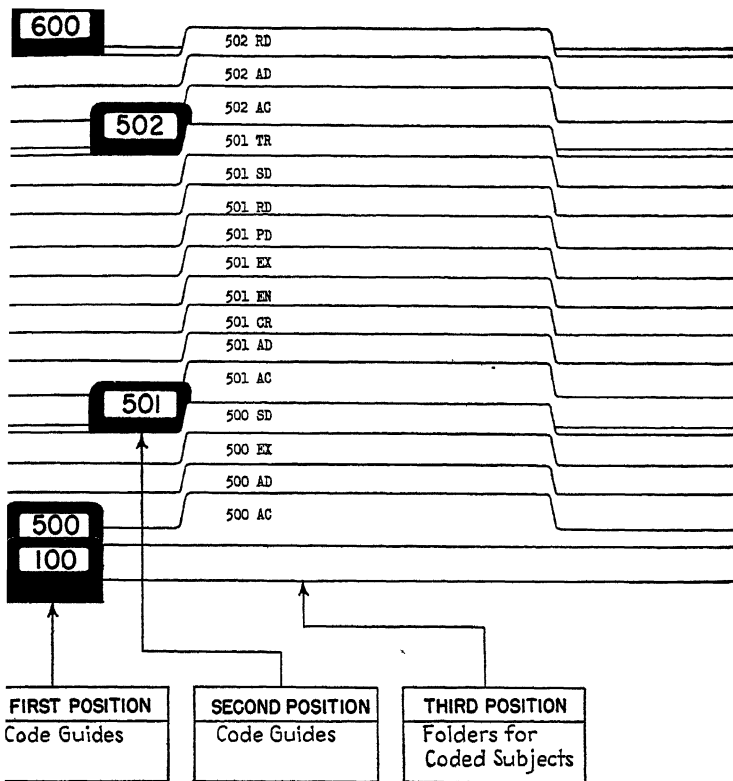 600
502 RD
502 AD
502 AC
502
501 TR
501 SD
501 RD
501 PD
501 EX
501 EN
501 CR
501 AD
501 AC
501
500 SD
500 EX
500 AD
500 AC
500
100
FIRST POSITION
Code Guides
SECOND POSITION
Code Guides
THIRD POSITION
Folders for
Coded Subjects